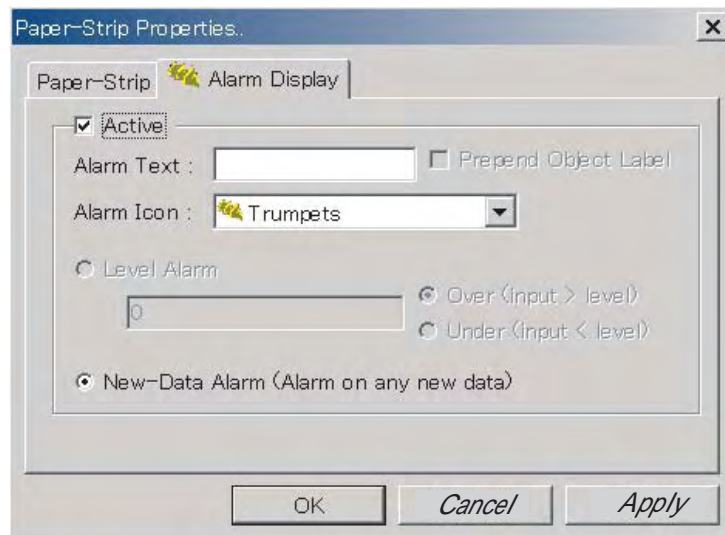 Paper-Strip Properties..
Paper-Strip
Alarm Display
Active
Alarm Text :
Prepend Object Label
Alarm Icon :
Trumpets
Level Alarm
0
Over (input > level)
Under (input < level)
New-Data Alarm (Alarm on any new data)
OK
Cancel
Apply